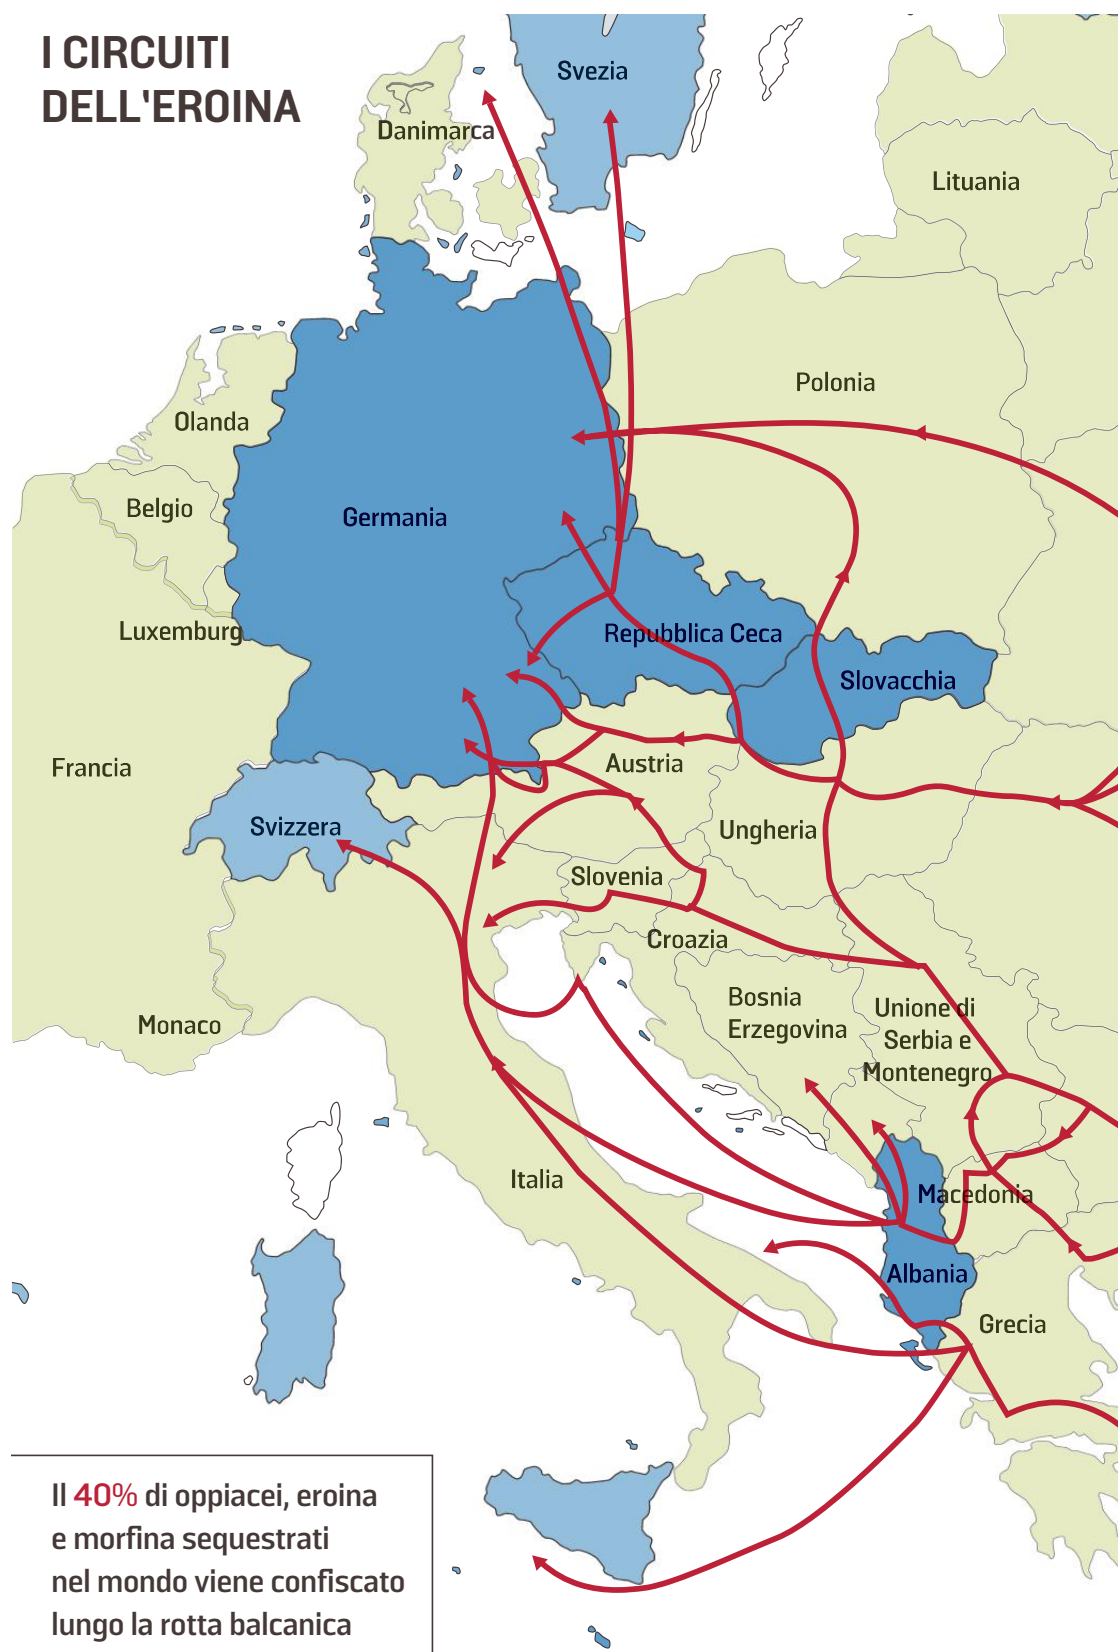 I CIRCUITI
DELL'EROINA
Svezia
Danimarca
Lituania
Polonia
Olanda
Belgio
Germania
Luxemburg
Repubblica Ceca
Slovacchia
Francia
Austria
Svizzera
Ungheria
Slovenia
Croazia
Bosnia
Erzegovina
Unione di
Serbia e
Montenegro
Monaco
Italia
Macedonia
Albania
Grecia
Il 40% di oppiacei, eroina
e morfina sequestrati
nel mondo viene confiscato
lungo la rotta balcanica